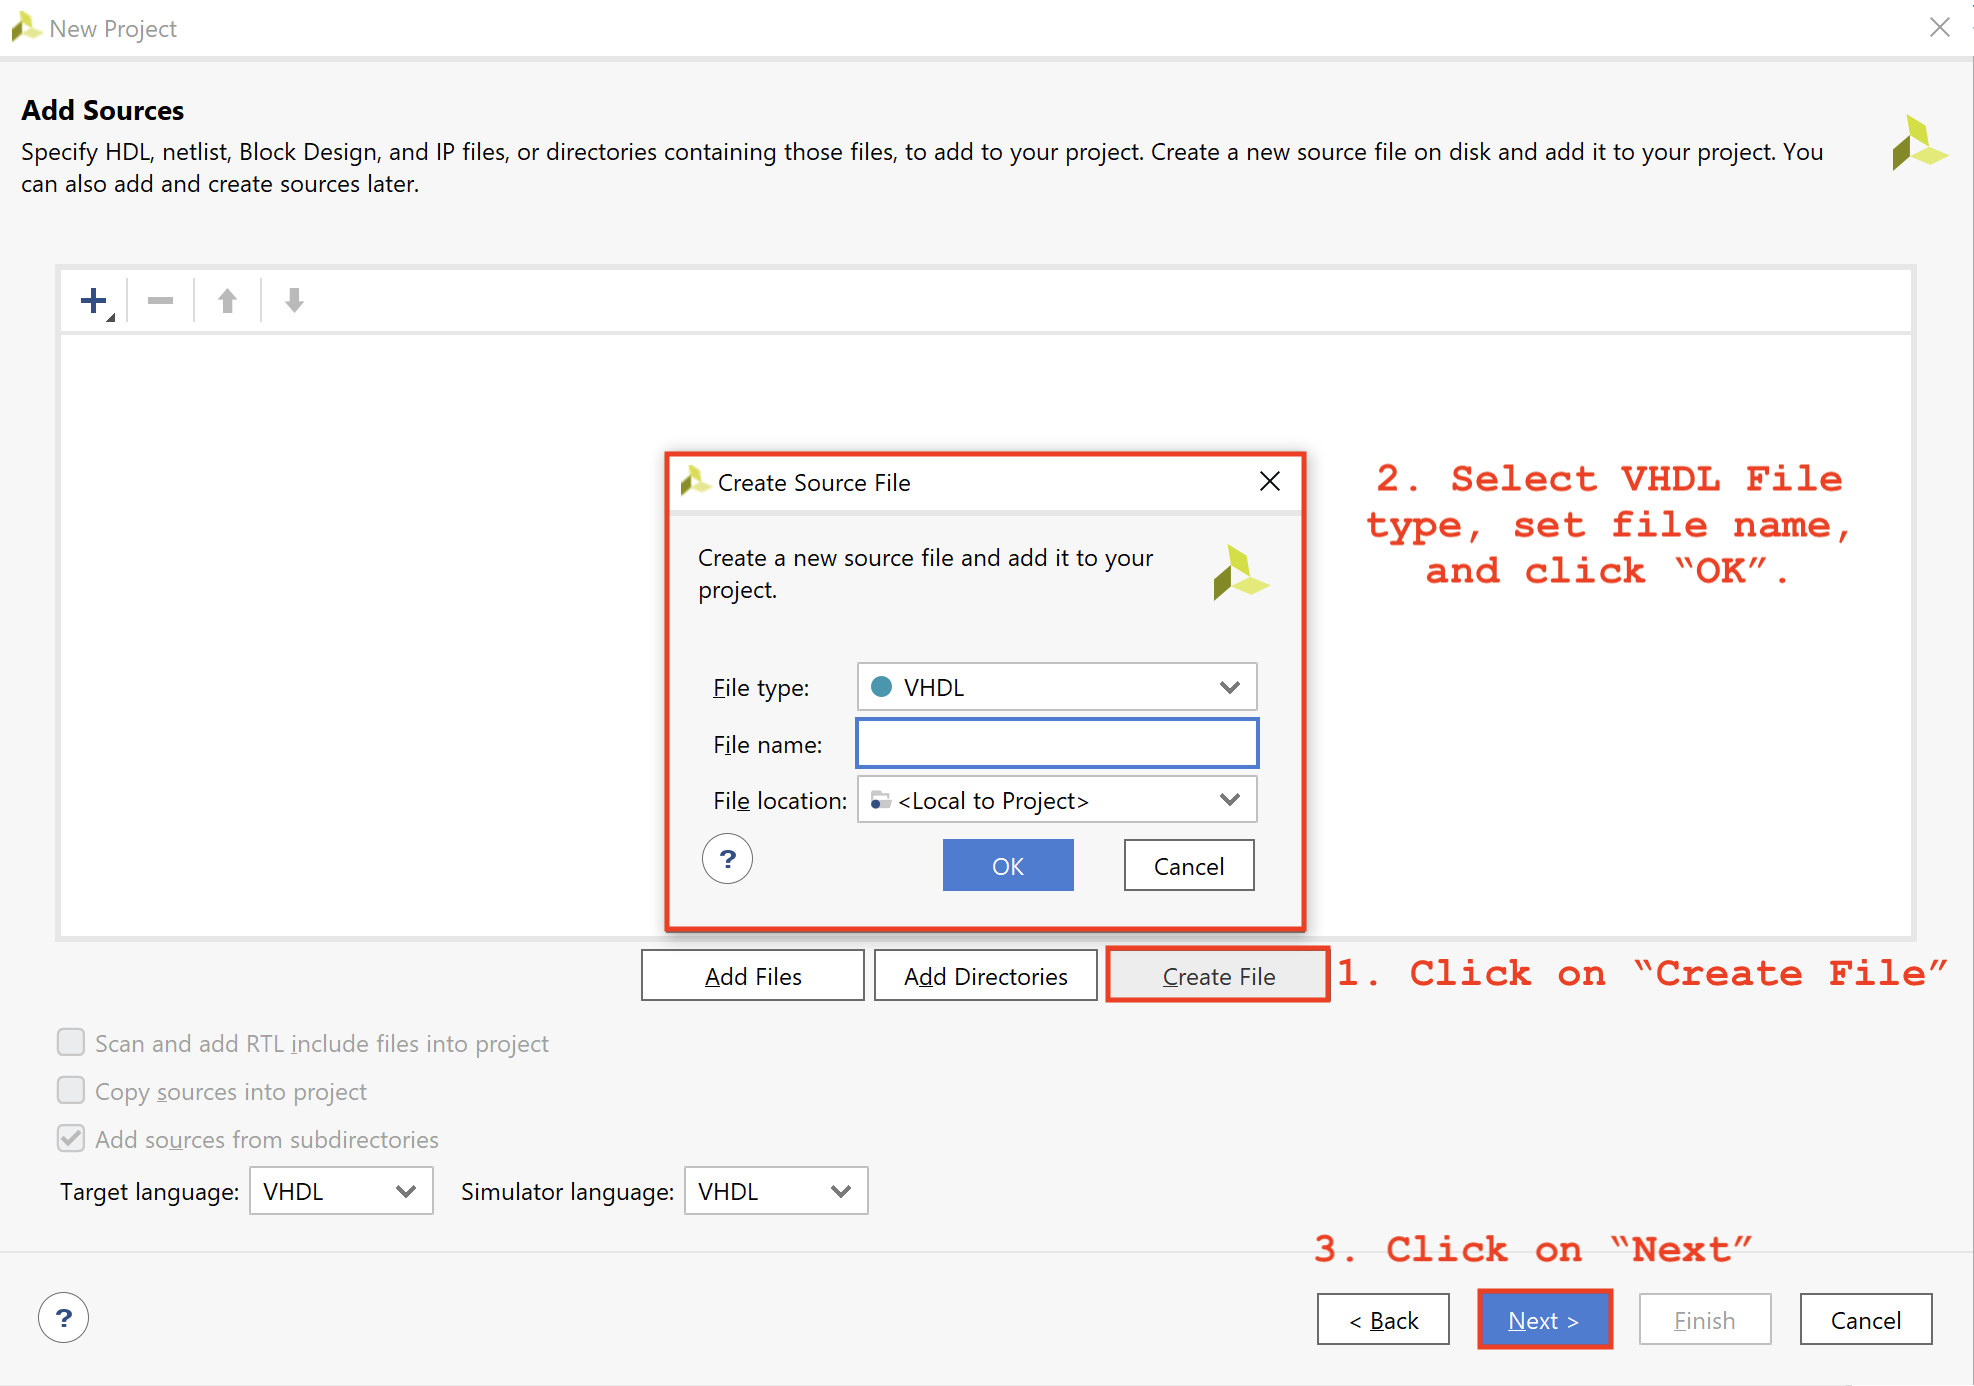 New Project
Add Sources
Specify HDL, netlist, Block Design, and IP files, or directories containing those files, to add to your project. Create a new source file on disk and add it to your project. You
can also add and create sources later.
Create Source File
Create a new source file and add it to your
project.
File type: VHDL
File name:
File location: <Local to Project>
? OK Cancel
2. Select VHDL File
type, set file name,
and click “OK”.
Add Files Add Directories Create File
1. Click on “Create File”
Scan and add RTL include files into project
Copy sources into project
Add sources from subdirectories
Target language: VHDL Simulator language: VHDL
3. Click on “Next”
? < Back Next > Finish Cancel